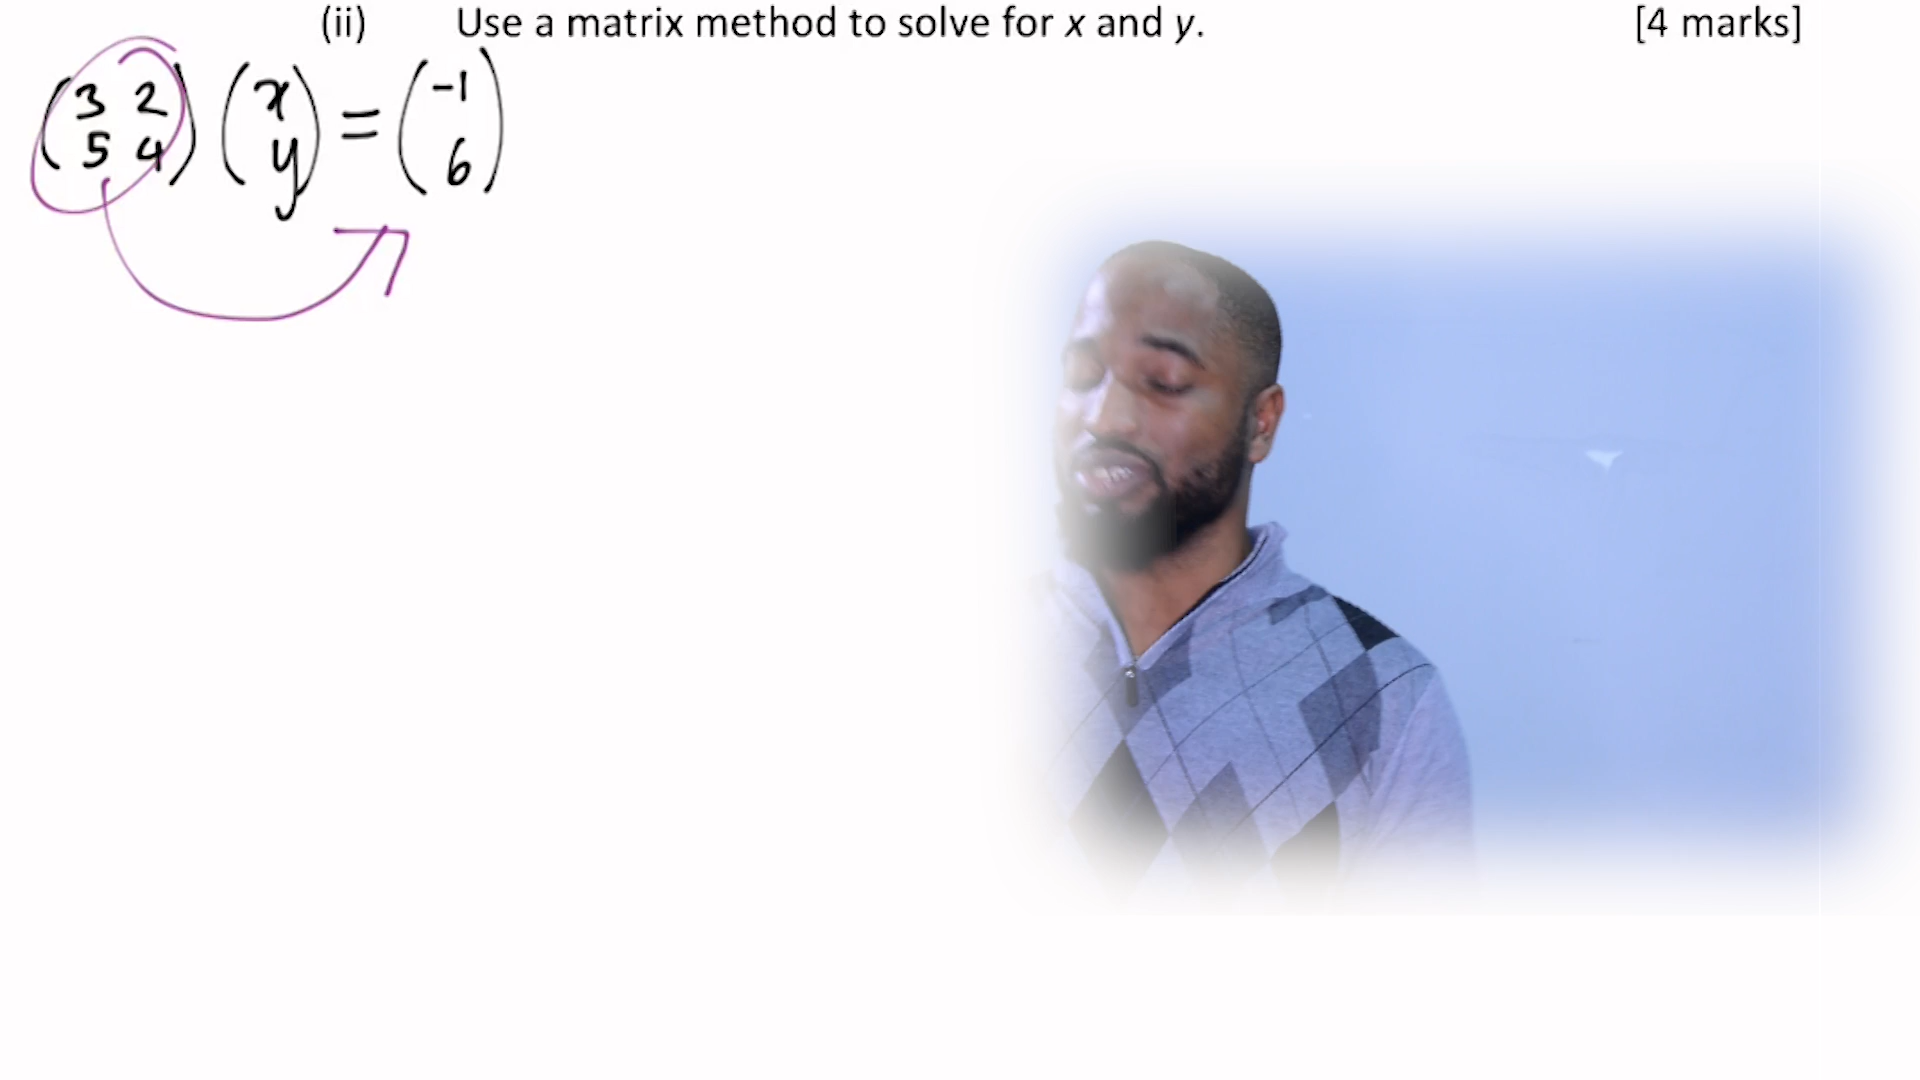 (ii) Use a matrix method to solve for x and y. [4 marks]
(3 2) (x) = (-1)
(5 4) (y) (6)